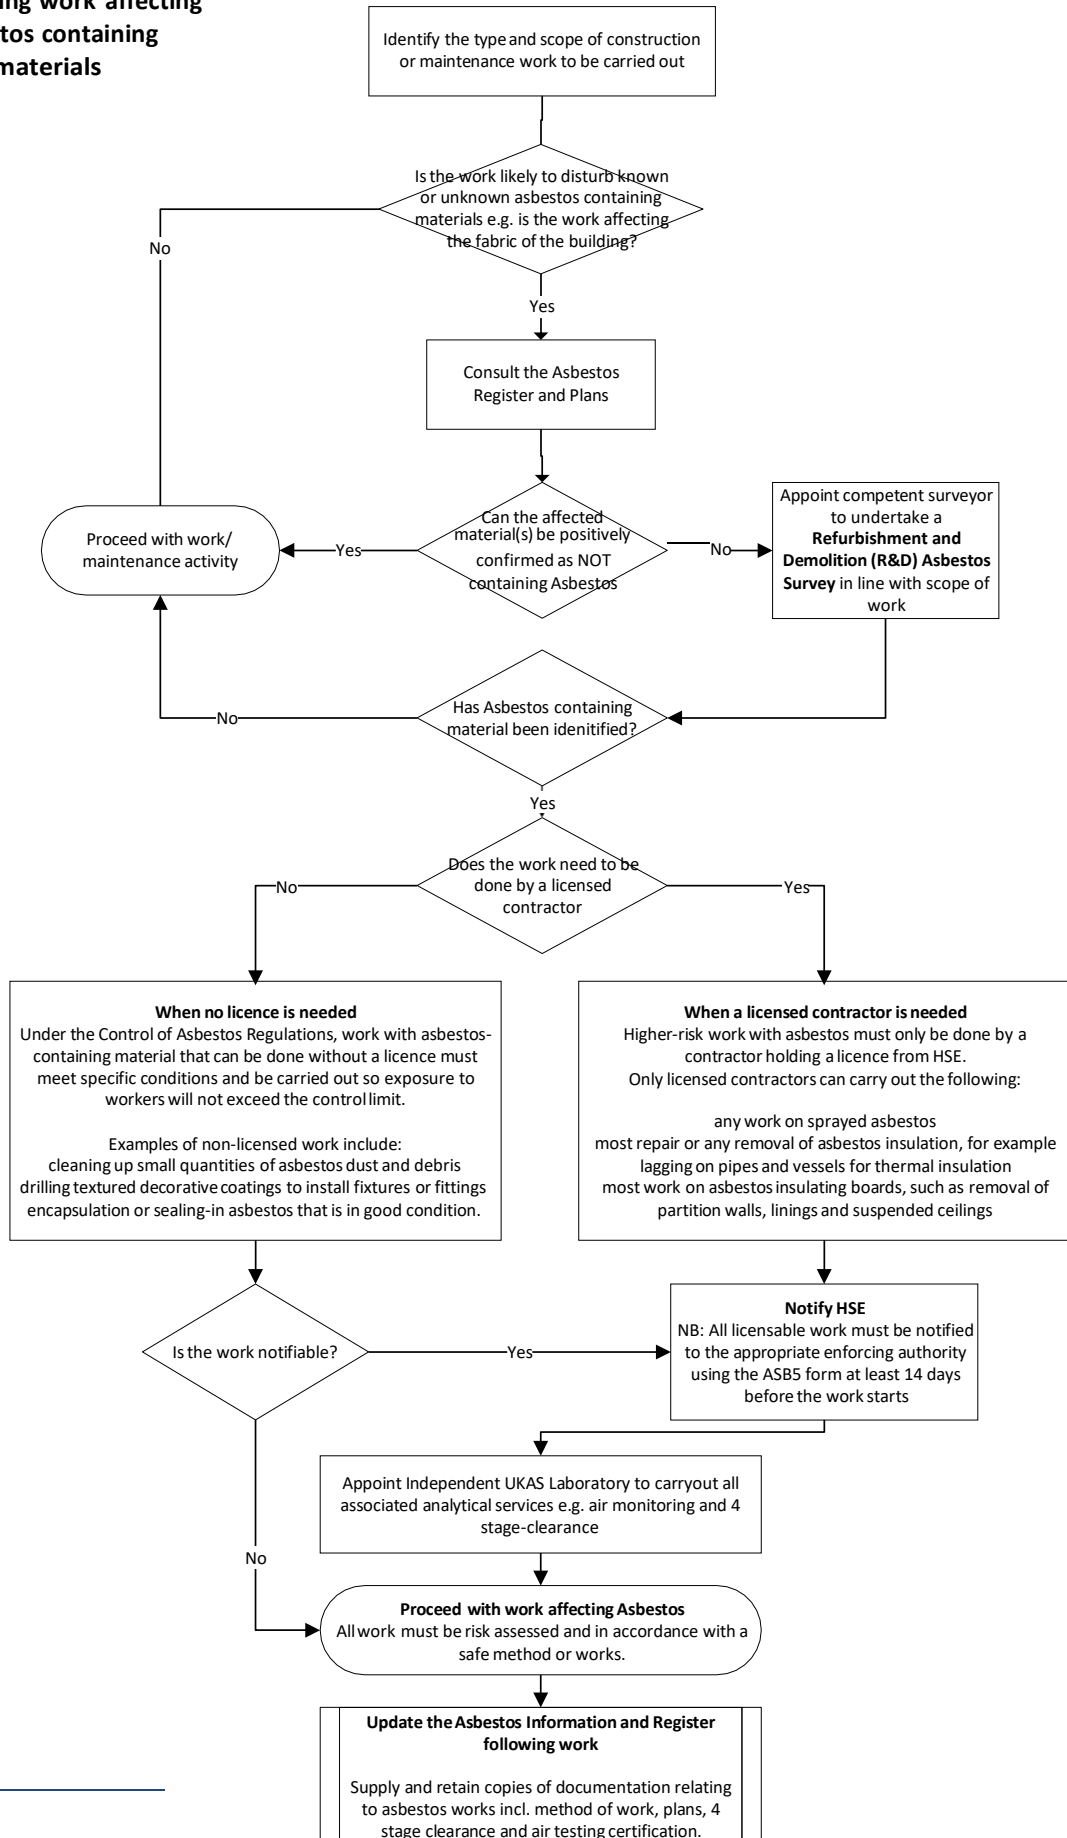 ing work affecting
tos containing
materials
Identify the type and scope of construction
or maintenance work to be carried out
Is the work likely to disturb known
or unknown asbestos containing
materials e.g. is the work affecting
the fabric of the building?
No
Yes
Consult the Asbestos
Register and Plans
Proceed with work/
maintenance activity
Yes
Can the affected
material(s) be positively
confirmed as NOT
containing Asbestos
No
Appoint competent surveyor
to undertake a
Refurbishment and
Demolition (R&D) Asbestos
Survey in line with scope of
work
Has Asbestos containing
material been idenitified?
No
Yes
Does the work need to be
done by a licensed
contractor
No
Yes
When no licence is needed
Under the Control of Asbestos Regulations, work with asbestos-
containing material that can be done without a licence must
meet specific conditions and be carried out so exposure to
workers will not exceed the control limit.
Examples of non-licensed work include:
cleaning up small quantities of asbestos dust and debris
drilling textured decorative coatings to install fixtures or fittings
encapsulation or sealing-in asbestos that is in good condition.
When a licensed contractor is needed
Higher-risk work with asbestos must only be done by a
contractor holding a licence from HSE.
Only licensed contractors can carry out the following:
any work on sprayed asbestos
most repair or any removal of asbestos insulation, for example
lagging on pipes and vessels for thermal insulation
most work on asbestos insulating boards, such as removal of
partition walls, linings and suspended ceilings
Is the work notifiable?
Yes
Notify HSE
NB: All licensable work must be notified
to the appropriate enforcing authority
using the ASB5 form at least 14 days
before the work starts
Appoint Independent UKAS Laboratory to carryout all
associated analytical services e.g. air monitoring and 4
stage-clearance
No
Proceed with work affecting Asbestos
All work must be risk assessed and in accordance with a
safe method or works.
Update the Asbestos Information and Register
following work
Supply and retain copies of documentation relating
to asbestos works incl. method of work, plans, 4
stage clearance and air testing certification.